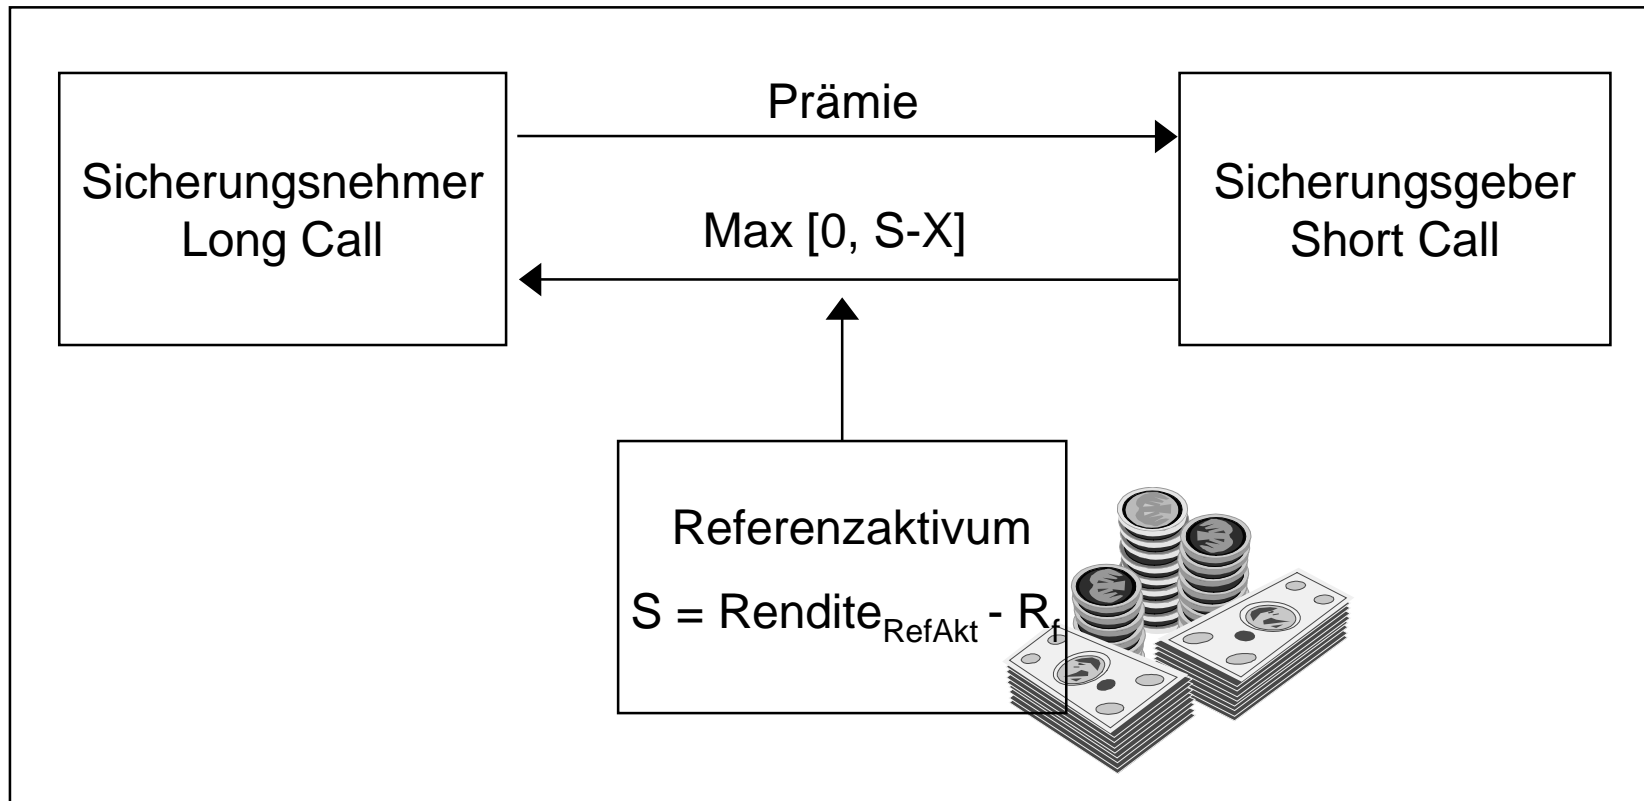 Prämie
Sicherungsnehmer
Long Call
Max [0, S-X]
Sicherungsgeber
Short Call
Referenzaktivum
S = Rendite_RefAkt - R_f